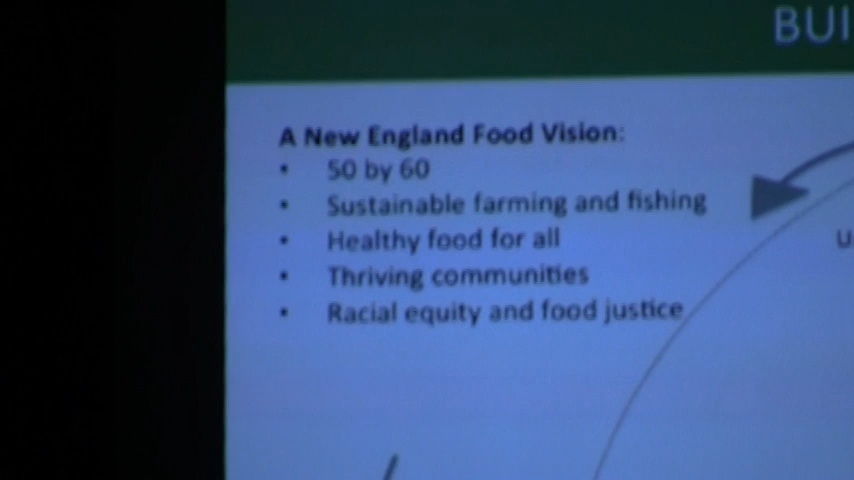 BUI
A New England Food Vision:
• 50 by 60
• Sustainable farming and fishing
• Healthy food for all
• Thriving communities
• Racial equity and food justice